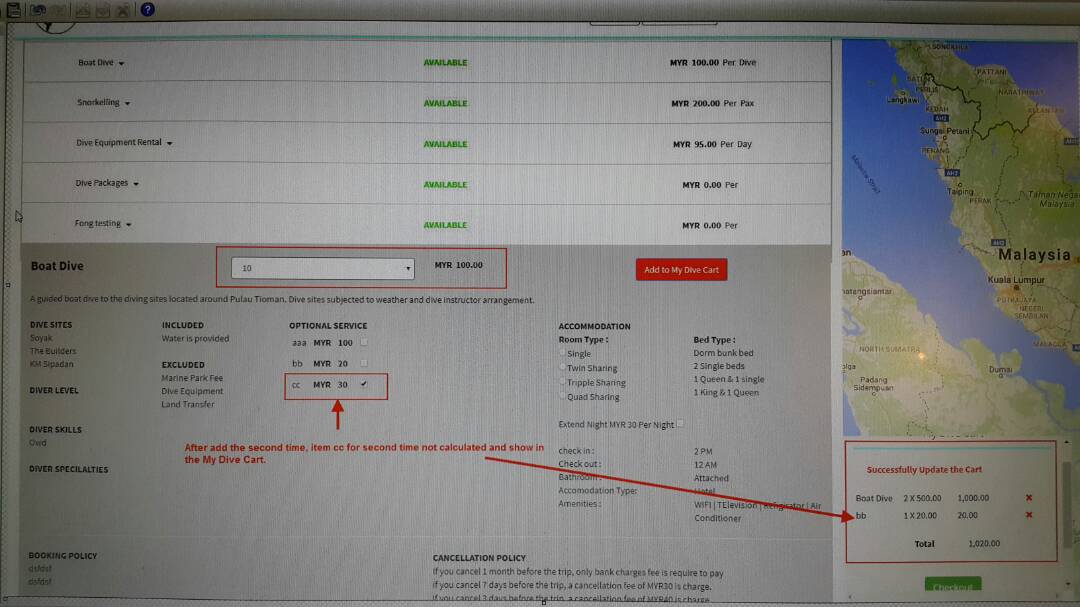 Boat Dive AVAILABLE MYR 100.00 Per Dive
Snorkelling AVAILABLE MYR 200.00 Per Pax
Dive Equipment Rental AVAILABLE MYR 95.00 Per Day
Dive Packages AVAILABLE MYR 0.00 Per
Fong testing AVAILABLE MYR 0.00 Per
Boat Dive 10 MYR 100.00 Add to My Dive Cart
A guided boat dive to the diving sites located around Pulau Tioman. Dive sites subjected to weather and dive instructor arrangement.
DIVE SITES
Soyak
The Builders
KM Sipadan
DIVER LEVEL
DIVER SKILLS
Owd
DIVER SPECIALTIES
INCLUDED
Water is provided
EXCLUDED
Marine Park Fee
Dive Equipment
Land Transfer
OPTIONAL SERVICE
aaa MYR 100
bb MYR 20
cc MYR 30
After add the second time, item cc for second time not calculated and show in
the My Dive Cart.
ACCOMMODATION
Room Type : Bed Type :
Single Dorm bunk bed
Twin Sharing 2 Single beds
Tripple Sharing 1 Queen & 1 single
Quad Sharing 1 King & 1 Queen
Extend Night MYR 30 Per Night
check in : 2 PM
Check out : 12 AM
Bathroom : Attached
Accomodation Type: Hotel
Amenities : WIFI | TElevision | Refigirator | Air
Conditioner
BOOKING POLICY
dsfdsf
dsfdsf
CANCELLATION POLICY
If you cancel 1 month before the trip, only bank charges fee is require to pay
if you cancel 7 days before the trip, a cancellation fee of MYR30 is charge.
If you cancel 3 days before the trip, a cancellation fee of MYR40 is charge
SONGKHLA
PATTANI
SATUN
PERLIS
NARATHIWAT
Langkawi
KEDAH
KELANTAN
AH2
Sungai Petani
PENANG
AH2
Taiping
PERAK
Taman Nega
Malaysia
Malacca Strait
AH2
Malaysia
Kuala Lumpur
PUTRAJAYA
NEGERI
SEMBILAN
MALACCA
matangsiantar
NORTH SUMATRA
Padang
Sidempuan
Dumai
Successfully Update the Cart
Boat Dive 2 X 500.00 1,000.00
bb 1 X 20.00 20.00
Total 1,020.00
Checkout